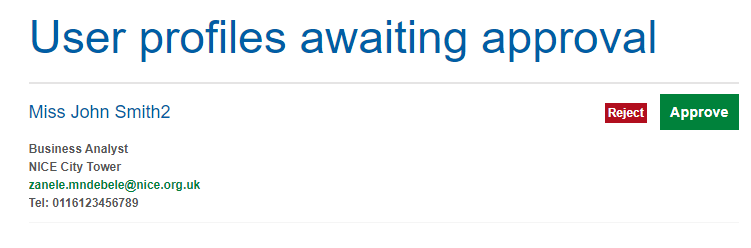 User profiles awaiting approval
Miss John Smith2
Reject
Approve
Business Analyst
NICE City Tower
zanele.mndebele@nice.org.uk
Tel: 0116123456789